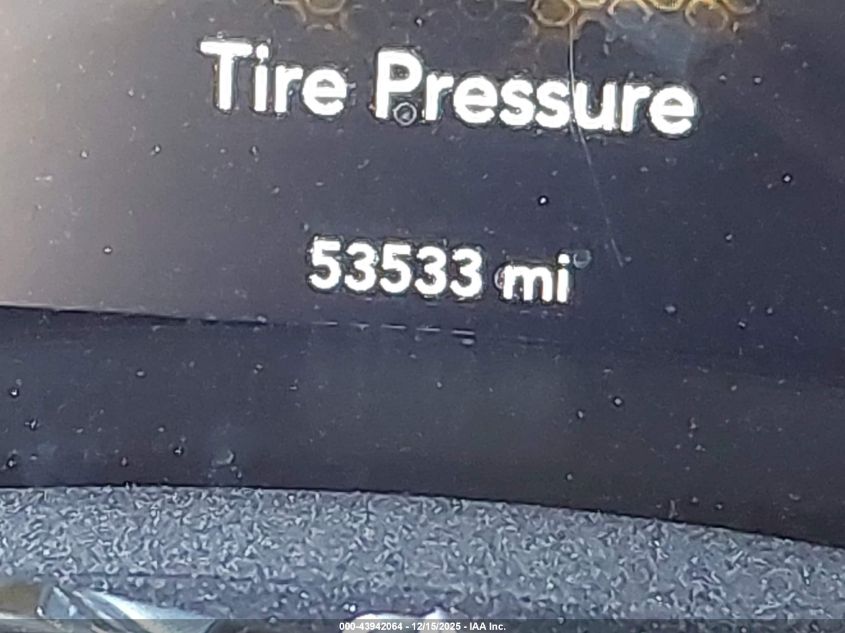 Tire Pressure
53533 mi
000-43942064 - 12/15/2025 - IAA Inc.